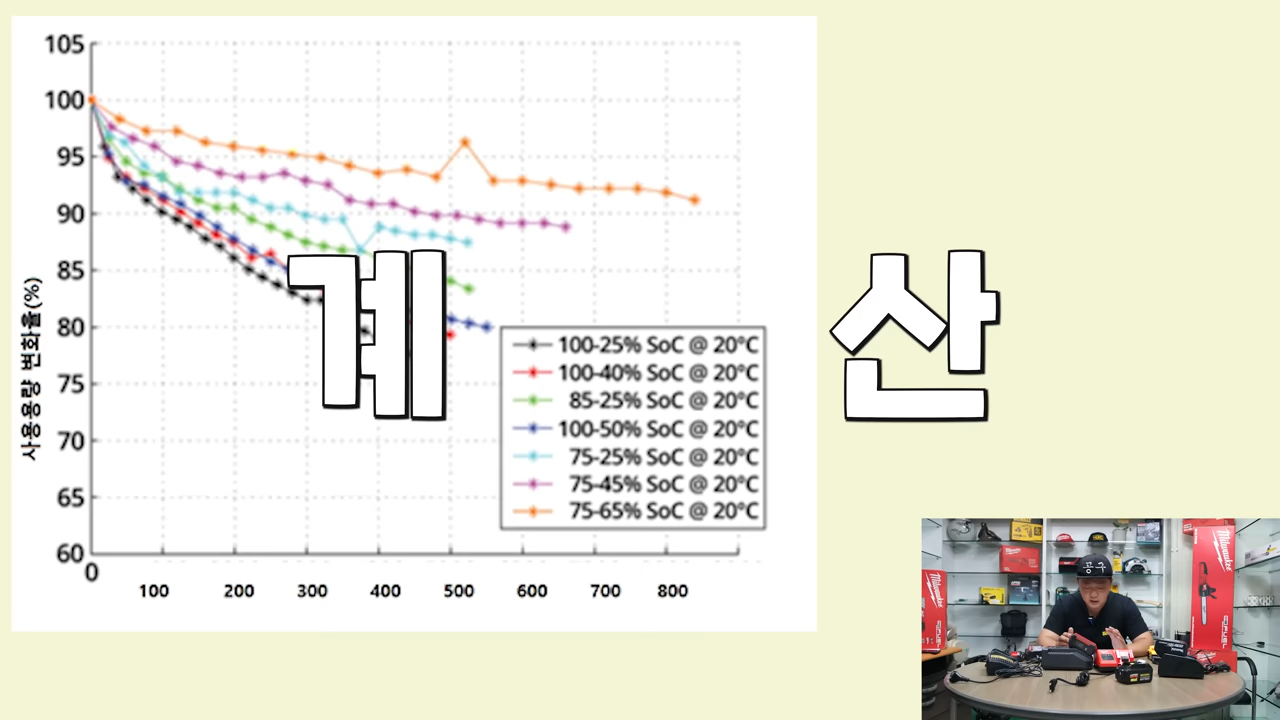 105
100
95
90
85
80
75
70
65
60
사용용량 변화율(%)
0
100 200 300 400 500 600 700 800
100-25% SoC @ 20°C
100-40% SoC @ 20°C
85-25% SoC @ 20°C
100-50% SoC @ 20°C
75-25% SoC @ 20°C
75-45% SoC @ 20°C
75-65% SoC @ 20°C
계 산
공구
Milwaukee
Milwaukee
FUEL